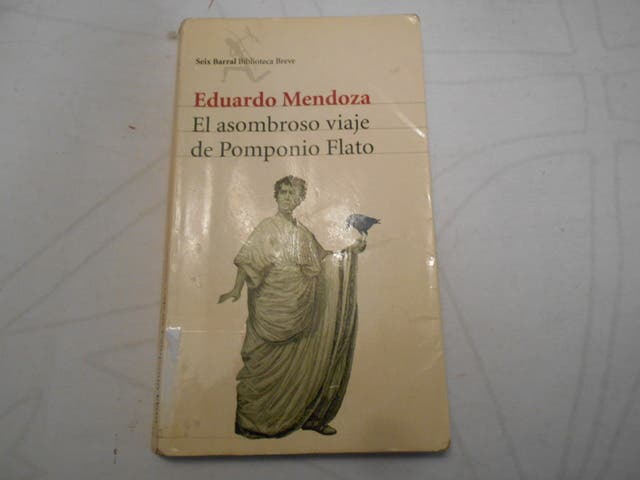 Seix Barral Biblioteca Breve
Eduardo Mendoza
El asombroso viaje
de Pomponio Flato